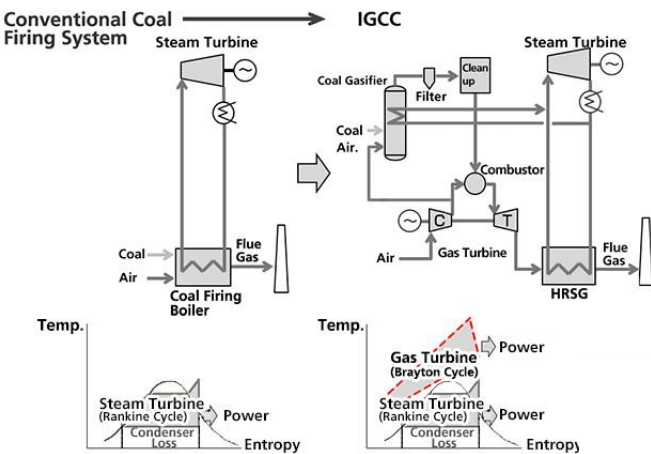 Conventional Coal
Firing System
IGCC
Steam Turbine
Coal
Air
Flue
Gas
Coal Firing
Boiler
Steam Turbine
Coal Gasifier
Filter
Clean
up
Coal
Air.
Combustor
C
T
Air
Gas Turbine
Flue
Gas
HRSG
Temp.
Steam Turbine
(Rankine Cycle)
Power
Condenser
Loss
Entropy
Temp.
Gas Turbine
(Brayton Cycle)
Power
Steam Turbine
(Rankine Cycle)
Power
Condenser
Loss
Entropy